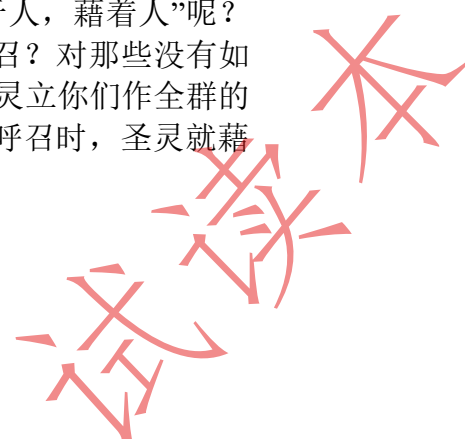 人，藉着人”呢？
召？对那些没有如
灵立你们作全群的
呼召时，圣灵就藉
试读本